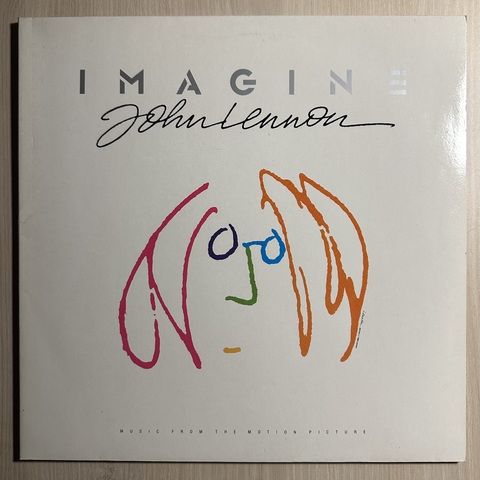 IMAGINE
John Lennon
MUSIC FROM THE MOTION PICTURE